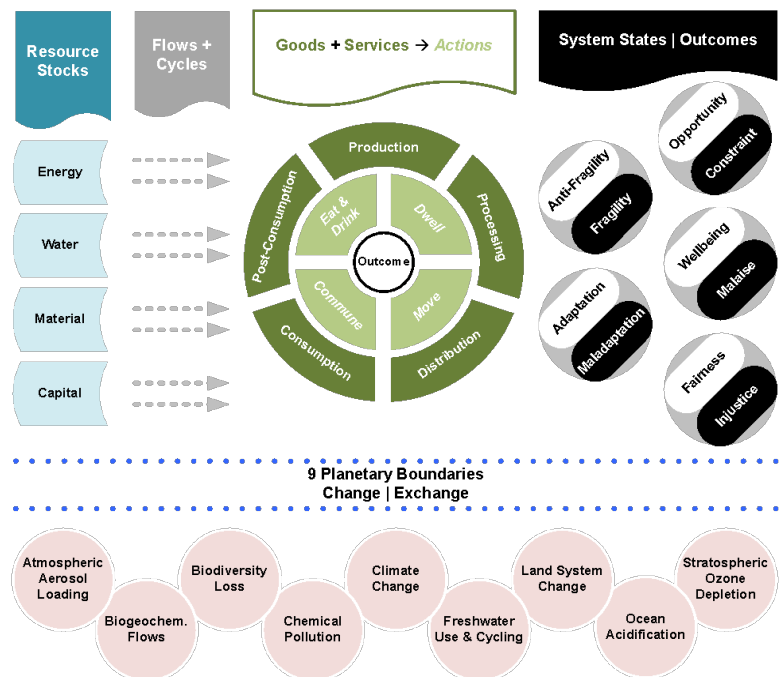 Resource
Stocks
Flows +
Cycles
Goods + Services → Actions
System States | Outcomes
Energy
Water
Material
Capital
Production
Processing
Distribution
Consumption
Post-Consumption
Eat &
Drink
Dwell
Move
Commune
Outcome
Opportunity
Constraint
Anti-Fragility
Fragility
Wellbeing
Malaise
Adaptation
Maladaptation
Fairness
Injustice
9 Planetary Boundaries
Change | Exchange
Atmospheric
Aerosol
Loading
Biogeochem.
Flows
Biodiversity
Loss
Chemical
Pollution
Climate
Change
Freshwater
Use & Cycling
Land System
Change
Ocean
Acidification
Stratospheric
Ozone
Depletion